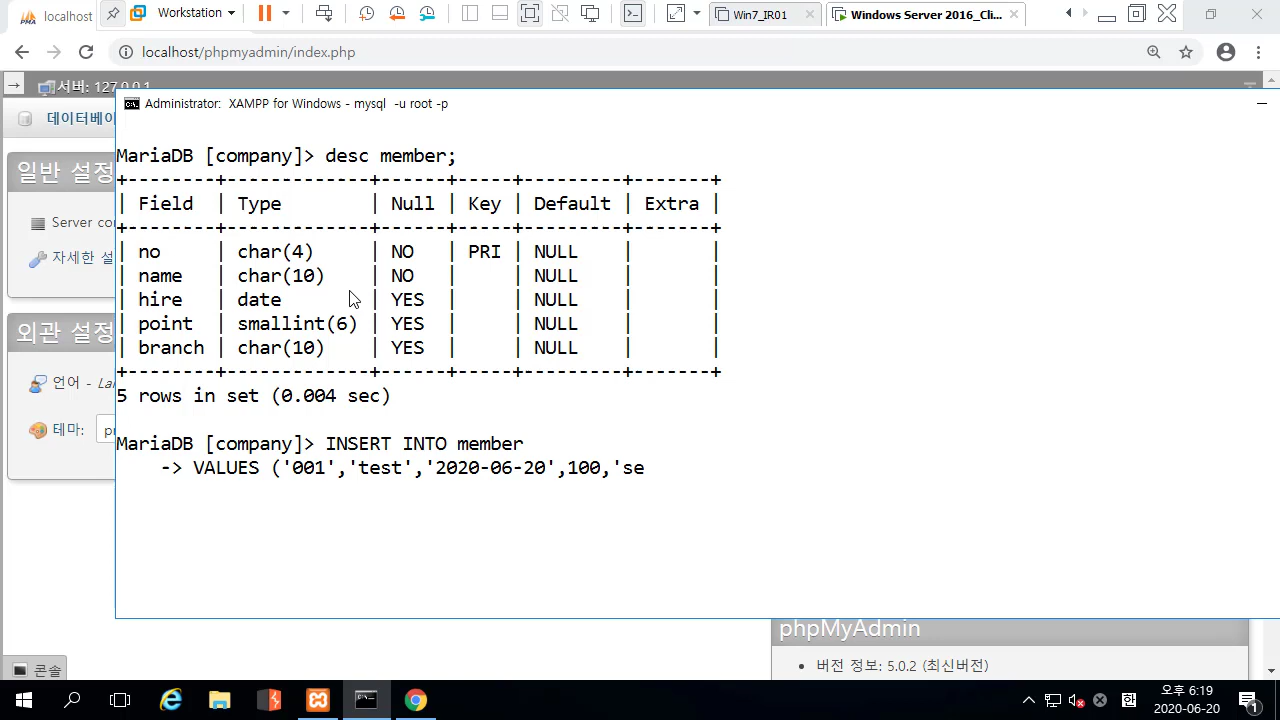 localhost
Workstation
Win7_IR01
Windows Server 2016_Cli...
localhost/phpmyadmin/index.php
서버: 127.0.0.1
데이터베이
일반 설정
Server con
자세한 설
외관 설정
언어 - Lan
테마:
Administrator: XAMPP for Windows - mysql -u root -p
MariaDB [company]> desc member;
+--------+-------------+------+-----+---------+-------+
| Field | Type | Null | Key | Default | Extra |
+--------+-------------+------+-----+---------+-------+
| no | char(4) | NO | PRI | NULL | |
| name | char(10) | NO | | NULL | |
| hire | date | YES | | NULL | |
| point | smallint(6) | YES | | NULL | |
| branch | char(10) | YES | | NULL | |
+--------+-------------+------+-----+---------+-------+
5 rows in set (0.004 sec)
MariaDB [company]> INSERT INTO member
-> VALUES ('001','test','2020-06-20',100,'se
phpMyAdmin
버전 정보: 5.0.2 (최신버전)
콘솔
한
오후 6:19
2020-06-20
1